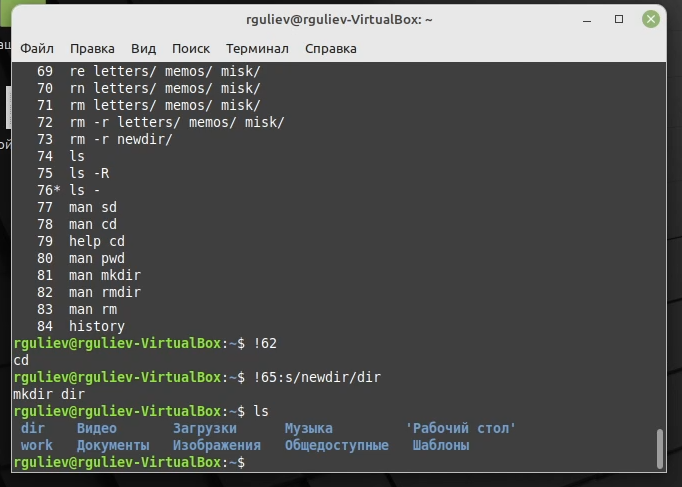 rguliev@rguliev-VirtualBox: ~
Файл Правка Вид Поиск Терминал Справка
69 re letters/ memos/ misk/
70 rn letters/ memos/ misk/
71 rm letters/ memos/ misk/
72 rm -r letters/ memos/ misk/
73 rm -r newdir/
74 ls
75 ls -R
76* ls -
77 man sd
78 man cd
79 help cd
80 man pwd
81 man mkdir
82 man rmdir
83 man rm
84 history
rguliev@rguliev-VirtualBox:~$ !62
cd
rguliev@rguliev-VirtualBox:~$ !65:s/newdir/dir
mkdir dir
rguliev@rguliev-VirtualBox:~$ ls
dir Видео Загрузки Музыка 'Рабочий стол'
work Документы Изображения Общедоступные Шаблоны
rguliev@rguliev-VirtualBox:~$